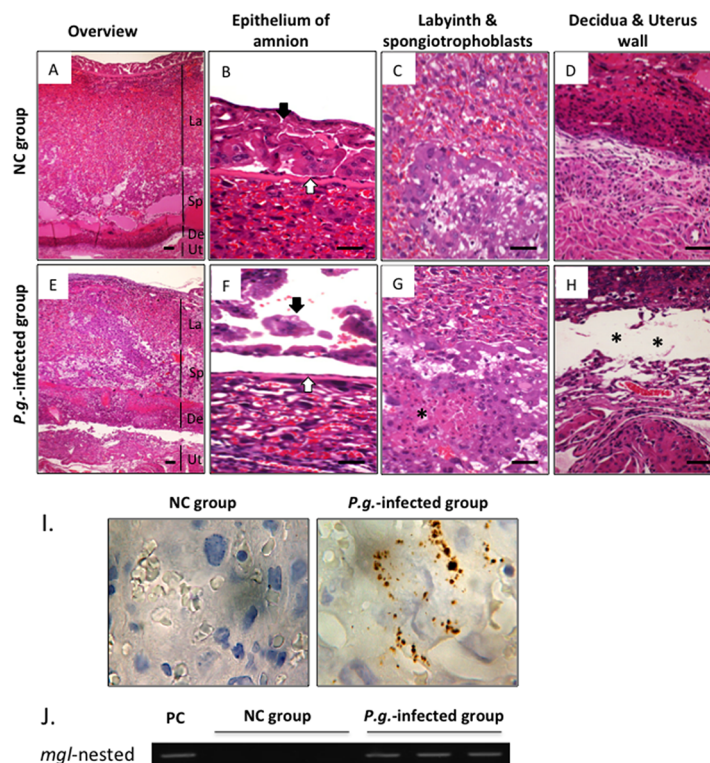 Overview
Epithelium of
amnion
Labyinth &
spongiotrophoblasts
Decidua & Uterus
wall
NC group
A
La
Sp
De
Ut
B
C
D
P.g.-infected group
E
La
Sp
De
Ut
F
G
*
H
* *
I.
NC group
P.g.-infected group
J.
PC
NC group
P.g.-infected group
mgl-nested